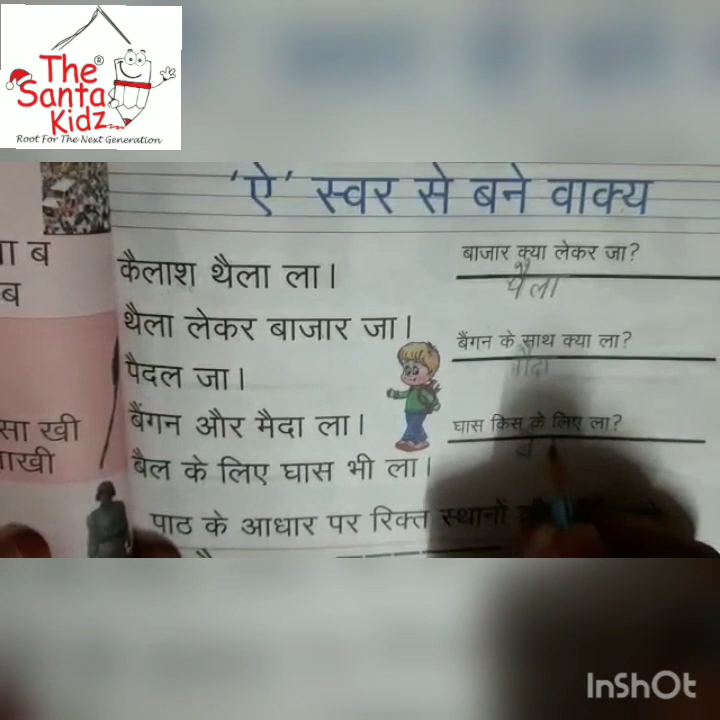 The
Santa
Kidz
Root For The Next Generation
'ऐ' स्वर से बने वाक्य
कैलाश थैला ला।
थैला लेकर बाजार जा।
पैदल जा।
बैंगन और मैदा ला।
बैल के लिए घास भी ला।
पाठ के आधार पर रिक्त स्थानों
बाजार क्या लेकर जा?
थैला
बैंगन के साथ क्या ला?
मैदा
घास किस के लिए ला?
ा ब
ब
सा खी
ाखी
InShOt